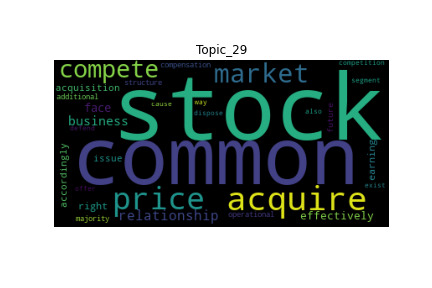 Topic_29
compete
compensation
competition
structure
market
segment
acquisition
additional
stock
face
cause
way
dispose
also
future
business
defend
common
issue
earning
accordingly
exist
offer
price
acquire
right
relationship
operational
effectively
majority